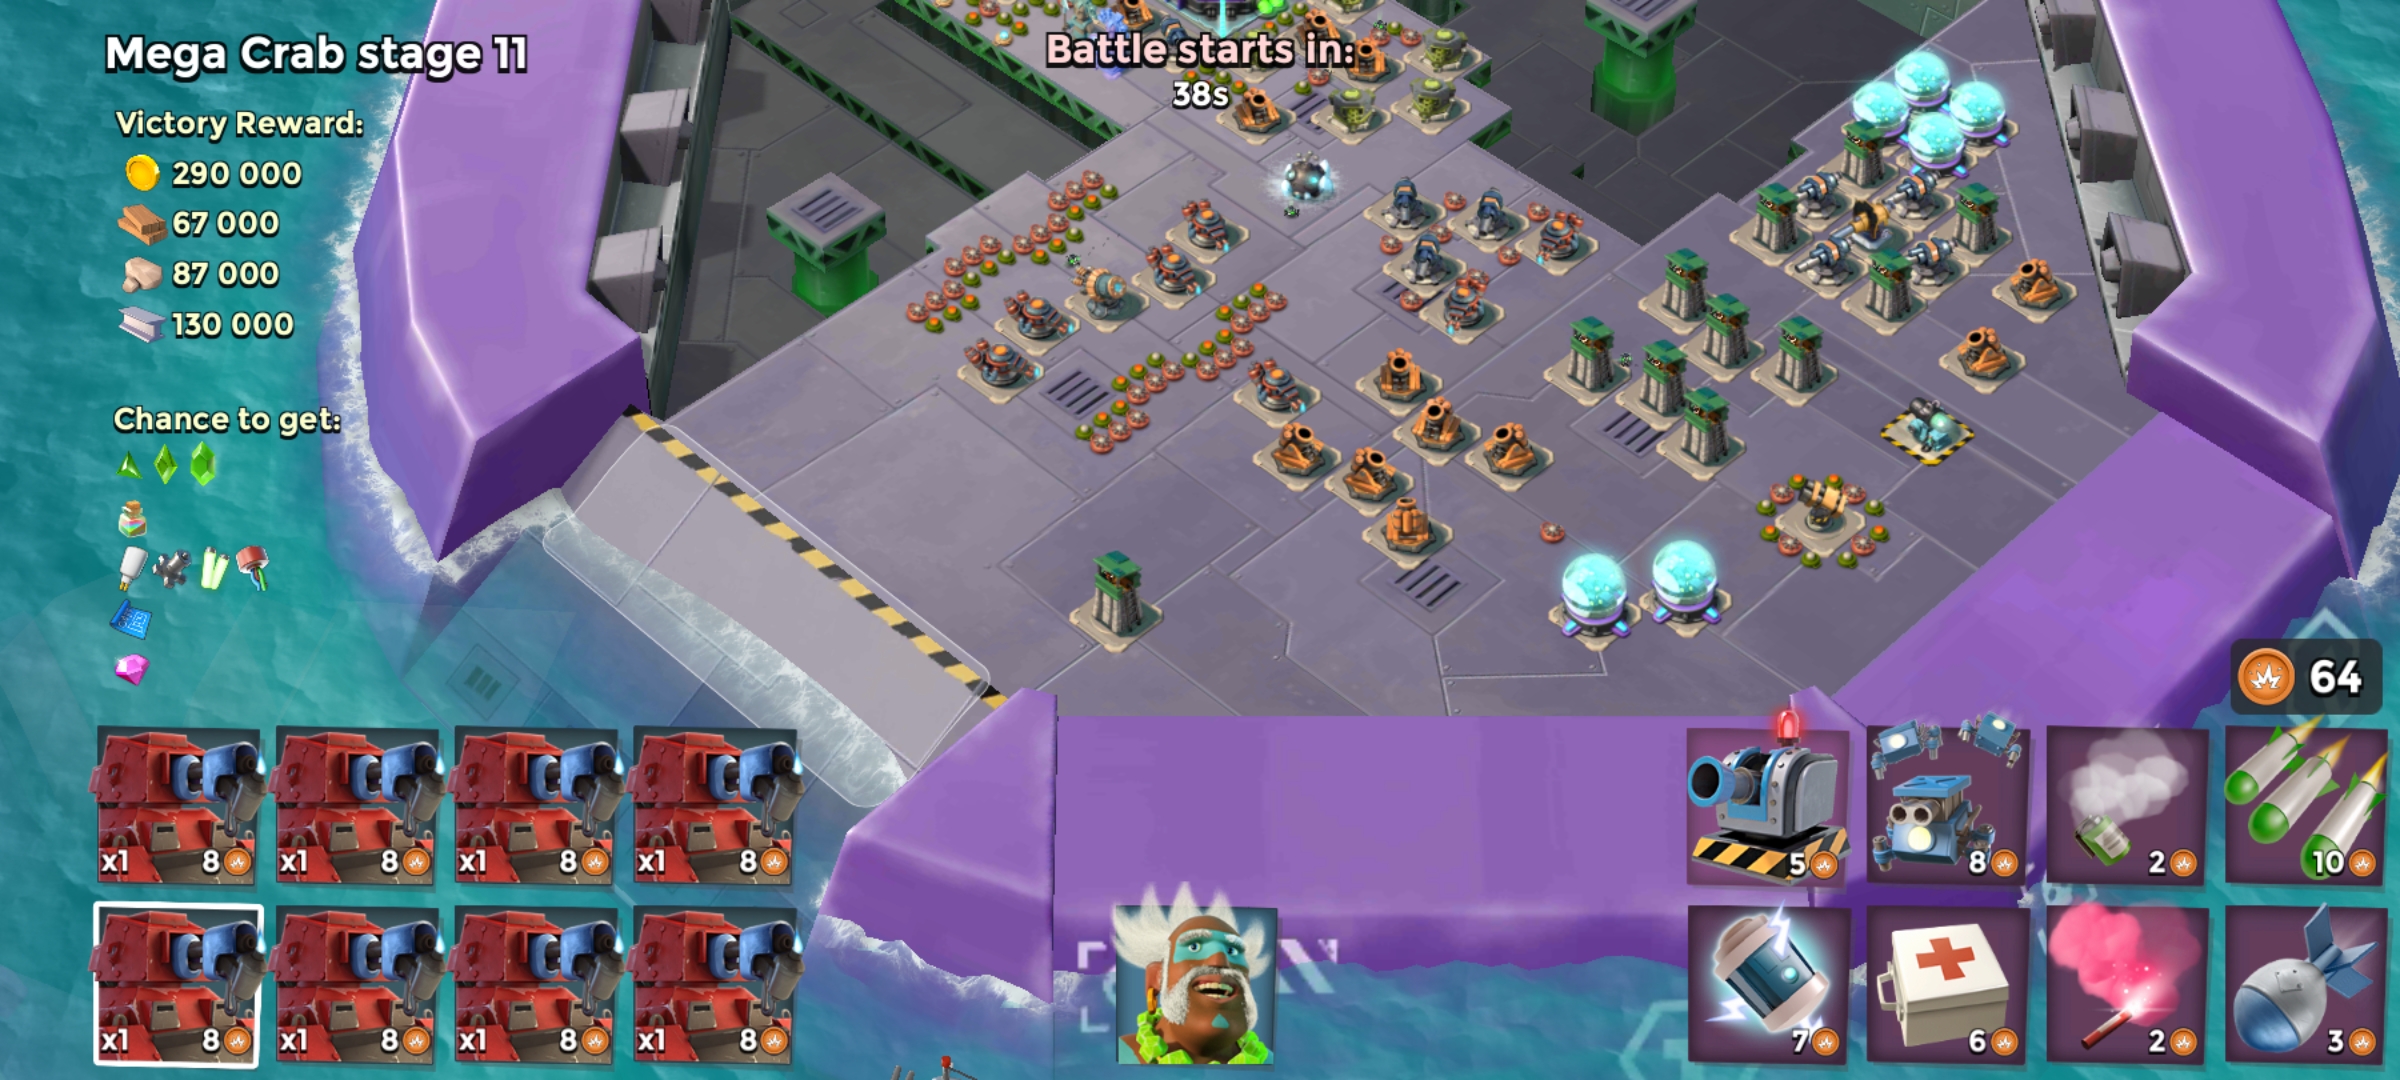 Mega Crab stage 11
Battle starts in:
38s
Victory Reward:
290 000
67 000
87 000
130 000
Chance to get:
64
x1 8
x1 8
x1 8
x1 8
5
8
2
10
x1 8
x1 8
x1 8
x1 8
7
6
2
3